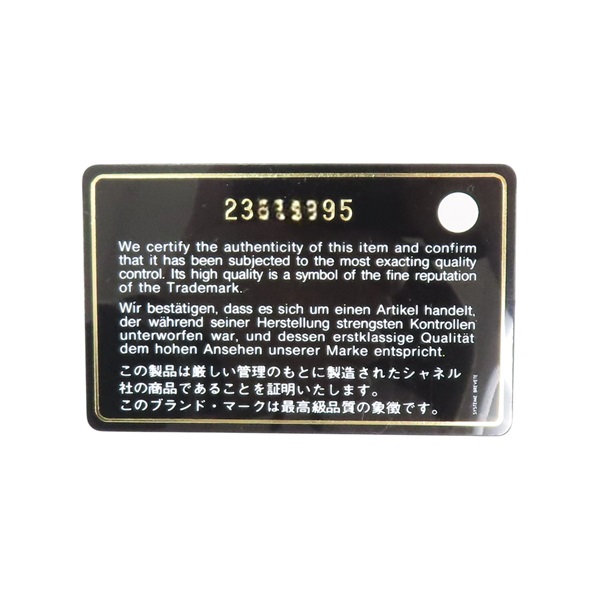 We certify the authenticity of this item and confirm
that it has been subjected to the most exacting quality
control. Its high quality is a symbol of the fine reputation
of the Trademark.
Wir bestätigen, dass es sich um einen Artikel handelt,
der während seiner Herstellung strengsten Kontrollen
unterworfen war, und dessen erstklassige Qualität
dem hohen Ansehen unserer Marke entspricht.
この製品は厳しい管理のもとに製造されたシャネル
社の商品であることを証明いたします。
このブランド・マークは最高級品質の象徴です。